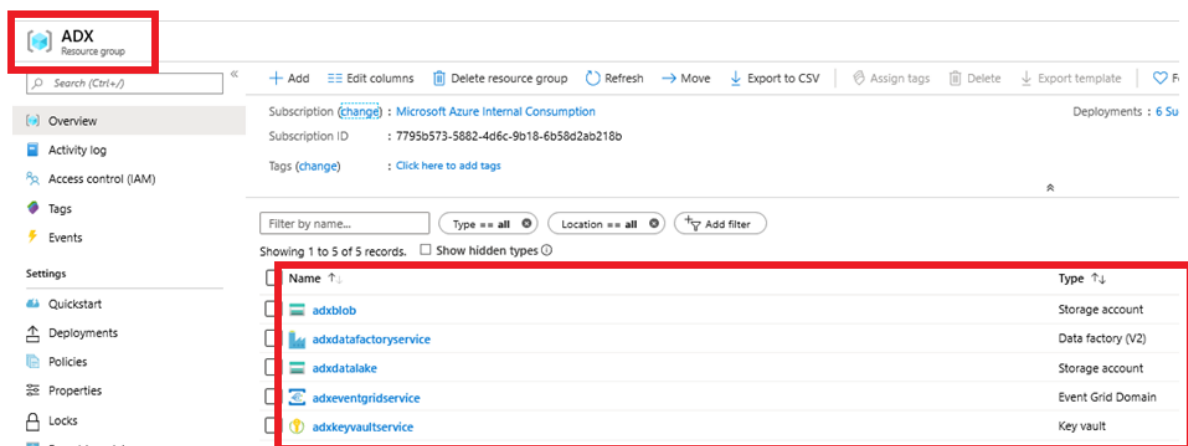 ADX
Resource group
Search (Ctrl+/)
«
Add Edit columns Delete resource group Refresh Move Export to CSV Assign tags Delete Export template
Overview
Activity log
Access control (IAM)
Tags
Events
Settings
Quickstart
Deployments
Policies
Properties
Locks
Subscription (change) : Microsoft Azure Internal Consumption
Deployments : 6 Su
Subscription ID : 7795b573-5882-4d6c-9b18-6b58d2ab218b
Tags (change) : Click here to add tags
Filter by name... Type == all Location == all Add filter
Showing 1 to 5 of 5 records. Show hidden types
Name ↑↓ Type ↑↓
adxblob Storage account
adxdatafactoryservice Data factory (V2)
adxdatalake Storage account
adxeventgridservice Event Grid Domain
adxkeyvaultservice Key vault